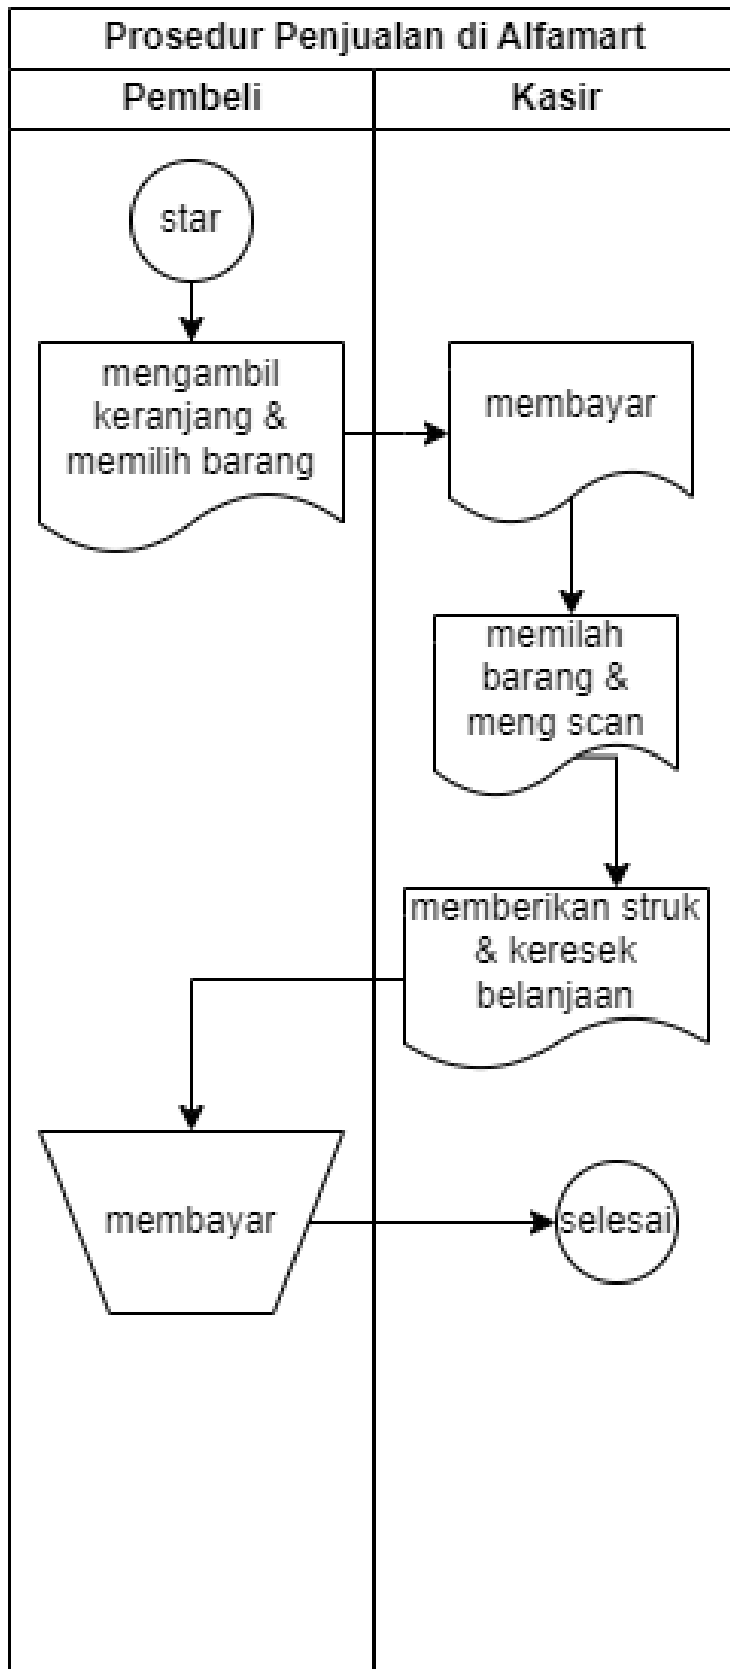 Prosedur Penjualan di Alfamart
Pembeli
Kasir
star
mengambil
keranjang &
memilih barang
membayar
memilah
barang &
meng scan
memberikan struk
& keresek
belanjaan
membayar
selesai